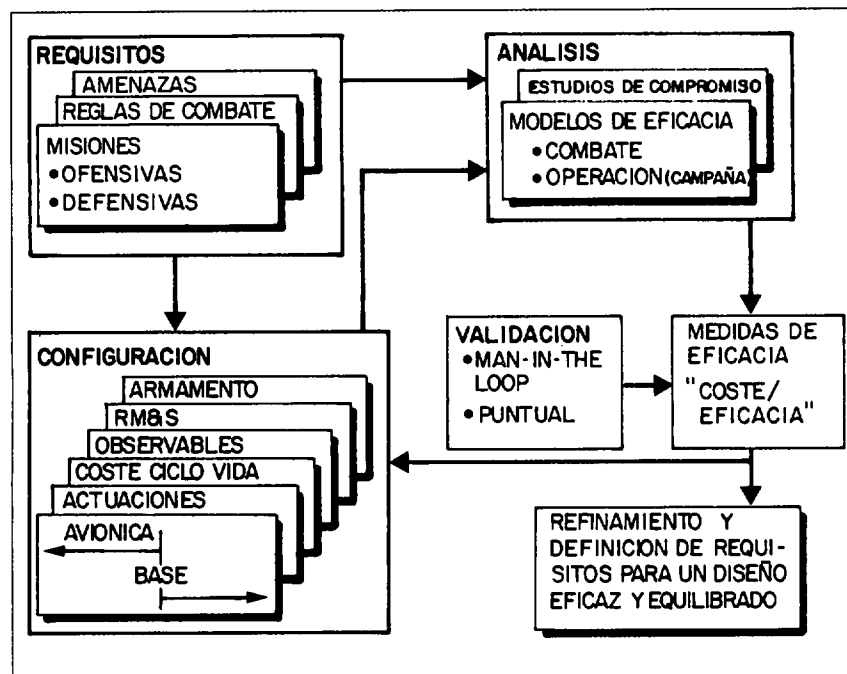 REQUISITOS
AMENAZAS
REGLAS DE COMBATE
MISIONES
• OFENSIVAS
• DEFENSIVAS
ANALISIS
ESTUDIOS DE COMPROMISO
MODELOS DE EFICACIA
• COMBATE
• OPERACION (CAMPAÑA)
CONFIGURACION
ARMAMENTO
RM&S
OBSERVABLES
COSTE CICLO VIDA
ACTUACIONES
AVIONICA
BASE
VALIDACION
• MAN-IN-THE
LOOP
• PUNTUAL
MEDIDAS DE
EFICACIA
"COSTE/
EFICACIA"
REFINAMIENTO Y
DEFINICION DE REQUI-
SITOS PARA UN DISEÑO
EFICAZ Y EQUILIBRADO